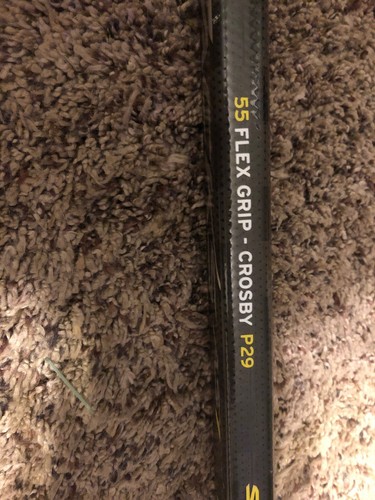 55 FLEX GRIP - CROSBY P29
S